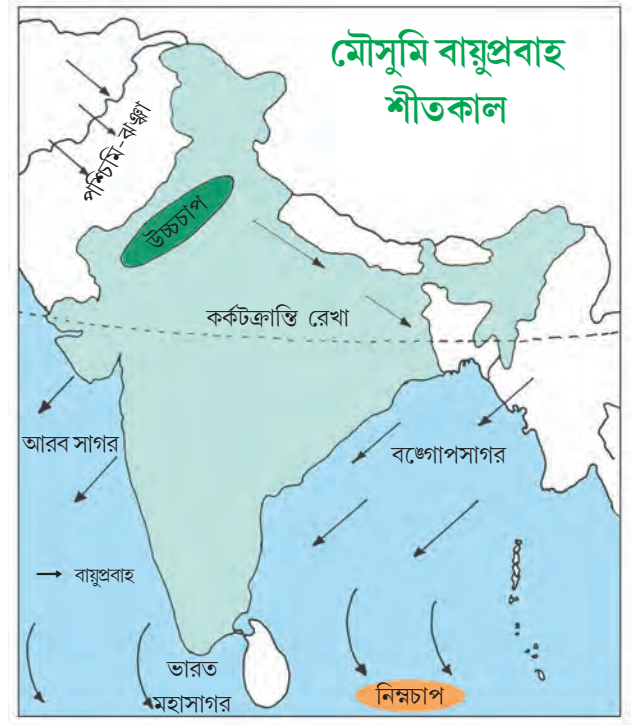 মৌসুমি বায়ুপ্রবাহ
শীতকাল
পশ্চিমি-ঝঞ্ঝা
উচ্চচাপ
কর্কটক্রান্তি রেখা
আরব সাগর
বঙ্গোপসাগর
বায়ুপ্রবাহ
ভারত
মহাসাগর
নিম্নচাপ